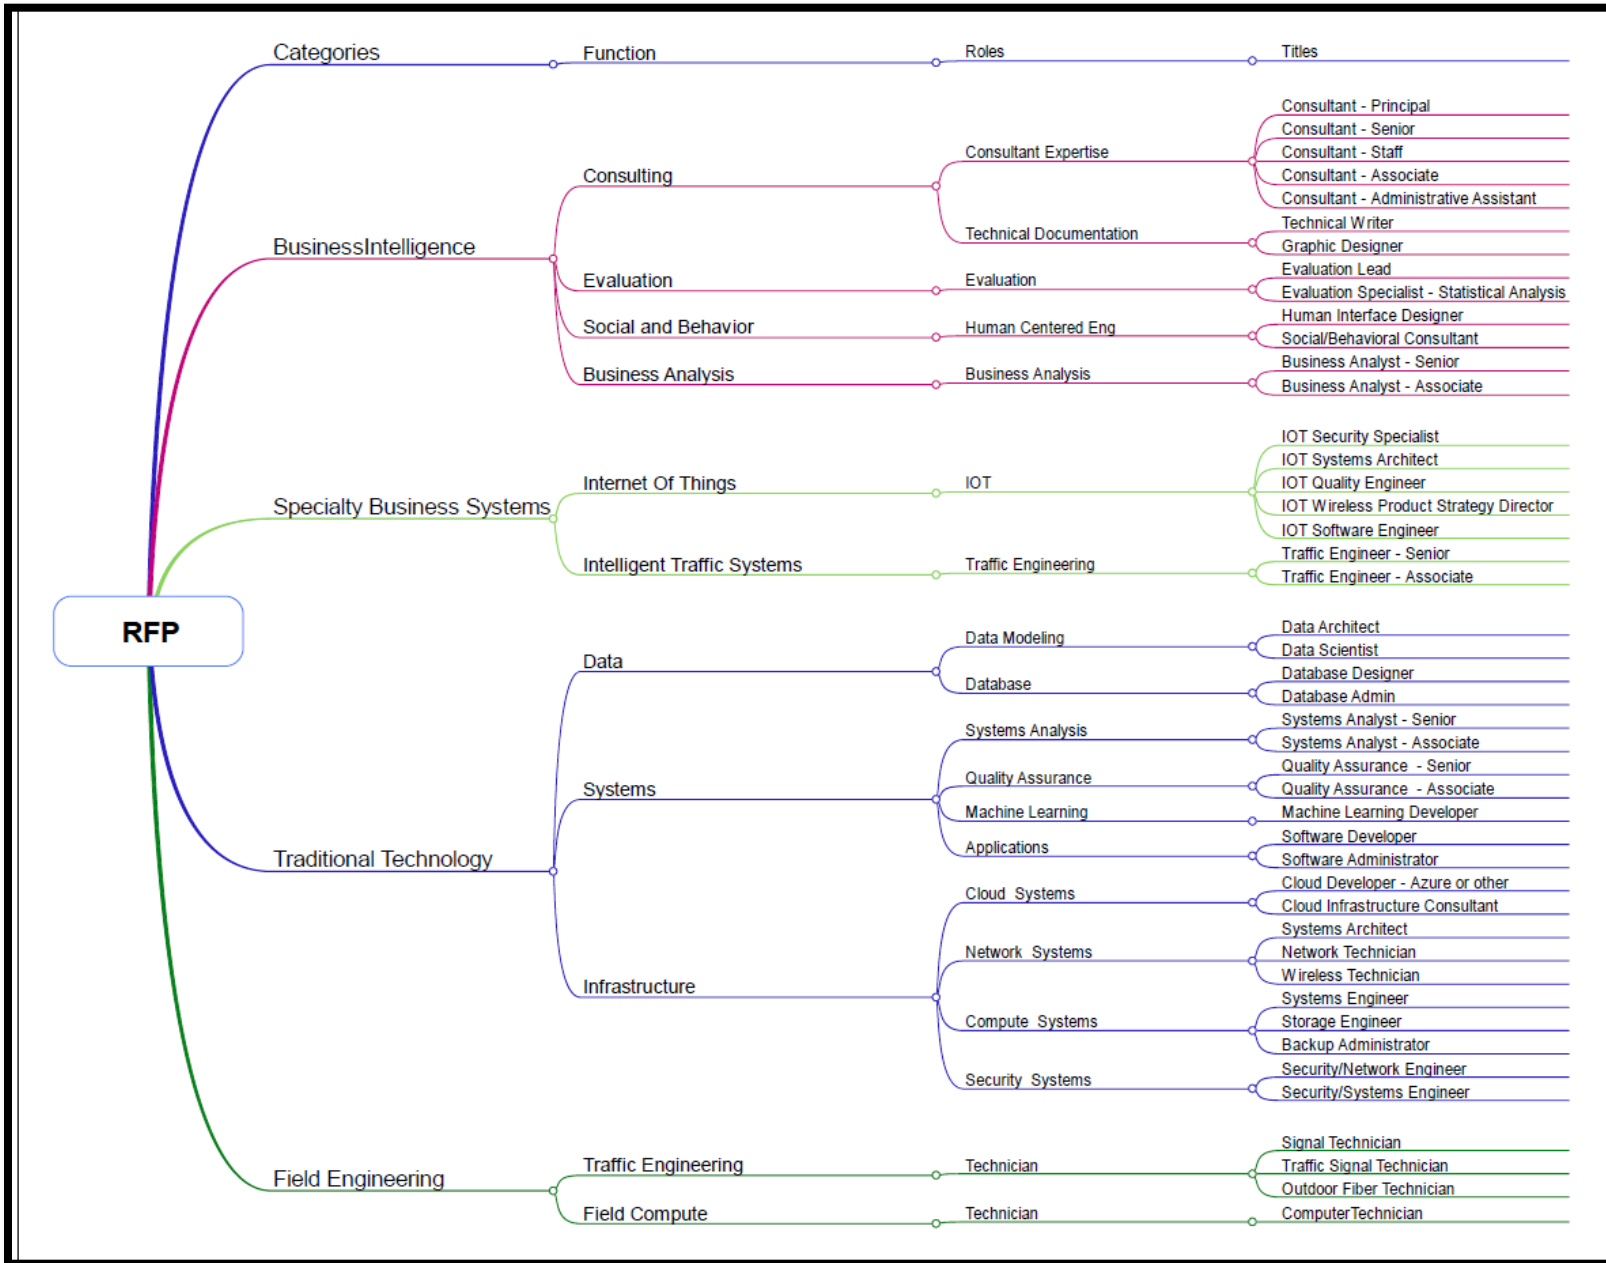 Categories
Function
Roles
Titles
BusinessIntelligence
Consulting
Consultant Expertise
Consultant - Principal
Consultant - Senior
Consultant - Staff
Consultant - Associate
Consultant - Administrative Assistant
Technical Documentation
Technical Writer
Graphic Designer
Evaluation
Evaluation
Evaluation Lead
Evaluation Specialist - Statistical Analysis
Social and Behavior
Human Centered Eng
Human Interface Designer
Social/Behavioral Consultant
Business Analysis
Business Analysis
Business Analyst - Senior
Business Analyst - Associate
Specialty Business Systems
Internet Of Things
IOT
IOT Security Specialist
IOT Systems Architect
IOT Quality Engineer
IOT Wireless Product Strategy Director
IOT Software Engineer
Intelligent Traffic Systems
Traffic Engineering
Traffic Engineer - Senior
Traffic Engineer - Associate
RFP
Traditional Technology
Data
Data Modeling
Data Architect
Data Scientist
Database
Database Designer
Database Admin
Systems
Systems Analysis
Systems Analyst - Senior
Systems Analyst - Associate
Quality Assurance
Quality Assurance  - Senior
Quality Assurance  - Associate
Machine Learning
Machine Learning Developer
Applications
Software Developer
Software Administrator
Infrastructure
Cloud  Systems
Cloud Developer - Azure or other
Cloud Infrastructure Consultant
Network  Systems
Systems Architect
Network Technician
Wireless Technician
Compute  Systems
Systems Engineer
Storage Engineer
Backup Administrator
Security  Systems
Security/Network Engineer
Security/Systems Engineer
Field Engineering
Traffic Engineering
Technician
Signal Technician
Traffic Signal Technician
Outdoor Fiber Technician
Field Compute
Technician
ComputerTechnician